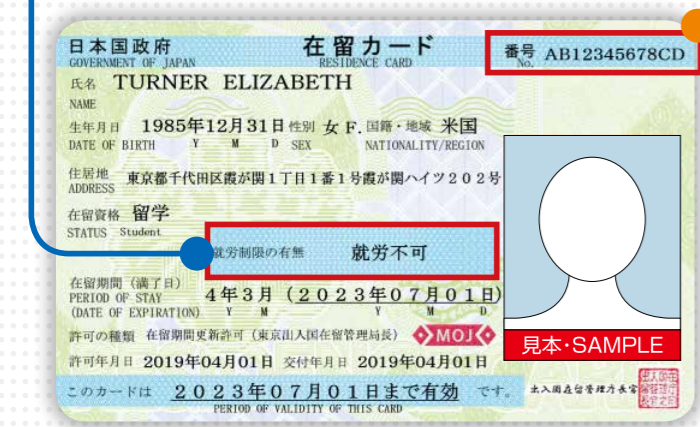 日本国政府 在留カード 番号 AB12345678CD
GOVERNMENT OF JAPAN RESIDENCE CARD No.
氏名 TURNER ELIZABETH
NAME
生年月日 1985年12月31日 性別 女 F. 国籍・地域 米国
DATE OF BIRTH Y M D SEX NATIONALITY/REGION
住居地 東京都千代田区霞が関1丁目1番1号霞が関ハイツ202号
ADDRESS
在留資格 留学
STATUS Student
就労制限の有無 就労不可
在留期間(満了日)
PERIOD OF STAY 4年3月(2023年07月01日)
(DATE OF EXPIRATION) Y M Y M D
許可の種類 在留期間更新許可(東京出入国在留管理局長) MOJ
見本・SAMPLE
許可年月日 2019年04月01日 交付年月日 2019年04月01日
このカードは 2023年07月01日まで有効 です。 出入国在留管理庁長官
PERIOD OF VALIDITY OF THIS CARD